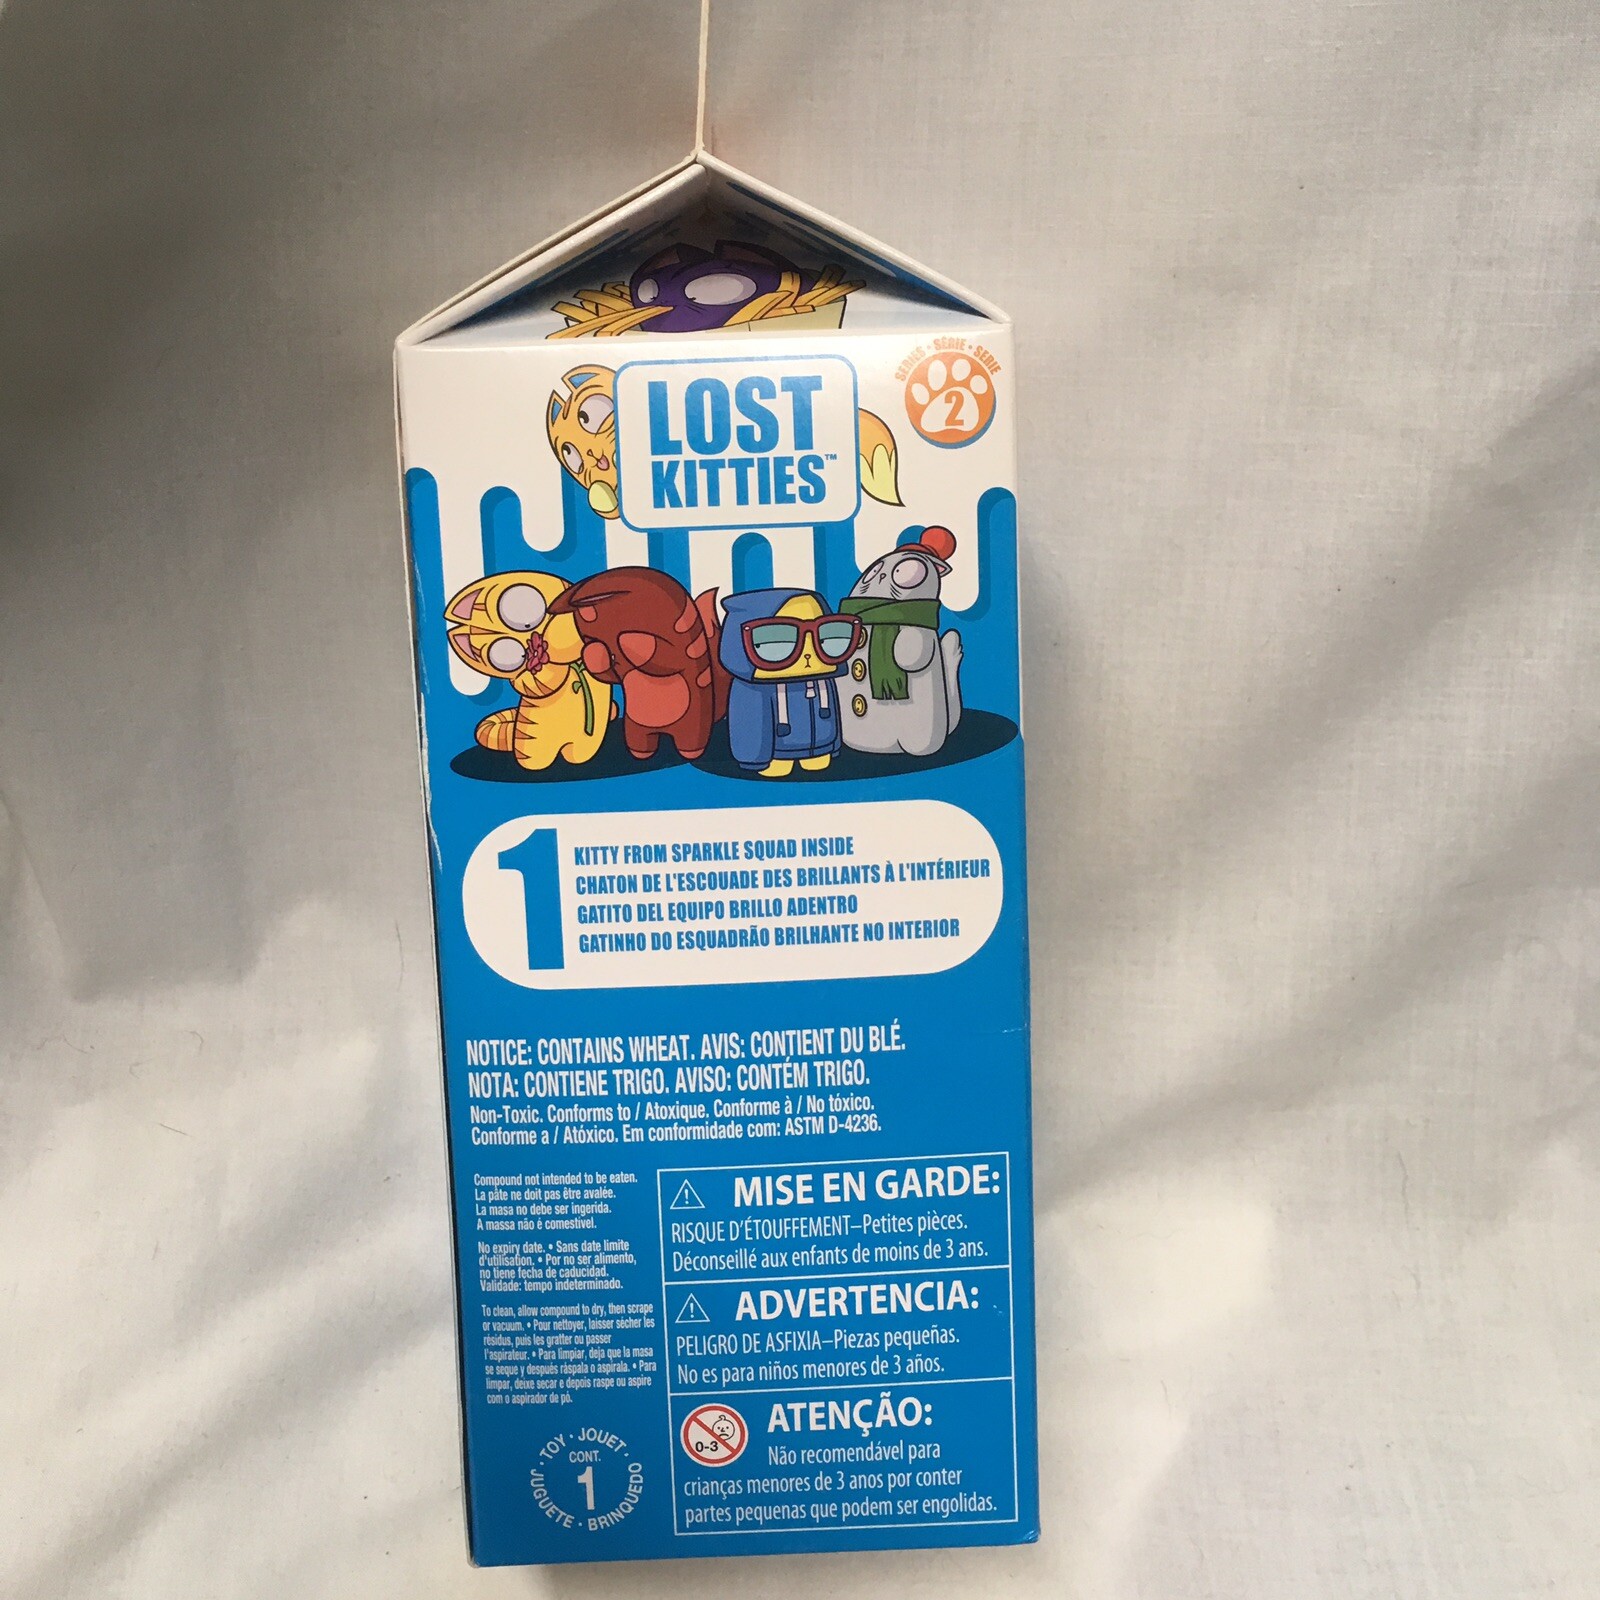 SERIES • SÉRIE • SERIE
2
LOST
KITTIES™
1
KITTY FROM SPARKLE SQUAD INSIDE
CHATON DE L'ESCOUADE DES BRILLANTS À L'INTÉRIEUR
GATITO DEL EQUIPO BRILLO ADENTRO
GATINHO DO ESQUADRÃO BRILHANTE NO INTERIOR
NOTICE: CONTAINS WHEAT. AVIS: CONTIENT DU BLÉ.
NOTA: CONTIENE TRIGO. AVISO: CONTÉM TRIGO.
Non-Toxic. Conforms to / Atoxique. Conforme à / No tóxico.
Conforme a / Atóxico. Em conformidade com: ASTM D-4236.
Compound not intended to be eaten.
La pâte ne doit pas être avalée.
La masa no debe ser ingerida.
A massa não é comestível.
No expiry date. • Sans date limite
d'utilisation. • Por no ser alimento,
no tiene fecha de caducidad.
Validade: tempo indeterminado.
To clean, allow compound to dry, then scrape
or vacuum. • Pour nettoyer, laisser sécher les
résidus, puis les gratter ou passer
l'aspirateur. • Para limpiar, deja que la masa
se seque y después ráspala o aspírala. • Para
limpar, deixe secar e depois raspe ou aspire
com o aspirador de pó.
TOY • JOUET •
CONT.
1
JUGUETE • BRINQUEDO
MISE EN GARDE:
RISQUE D'ÉTOUFFEMENT–Petites pièces.
Déconseillé aux enfants de moins de 3 ans.
ADVERTENCIA:
PELIGRO DE ASFIXIA–Piezas pequeñas.
No es para niños menores de 3 años.
0-3
ATENÇÃO:
Não recomendável para
crianças menores de 3 anos por conter
partes pequenas que podem ser engolidas.